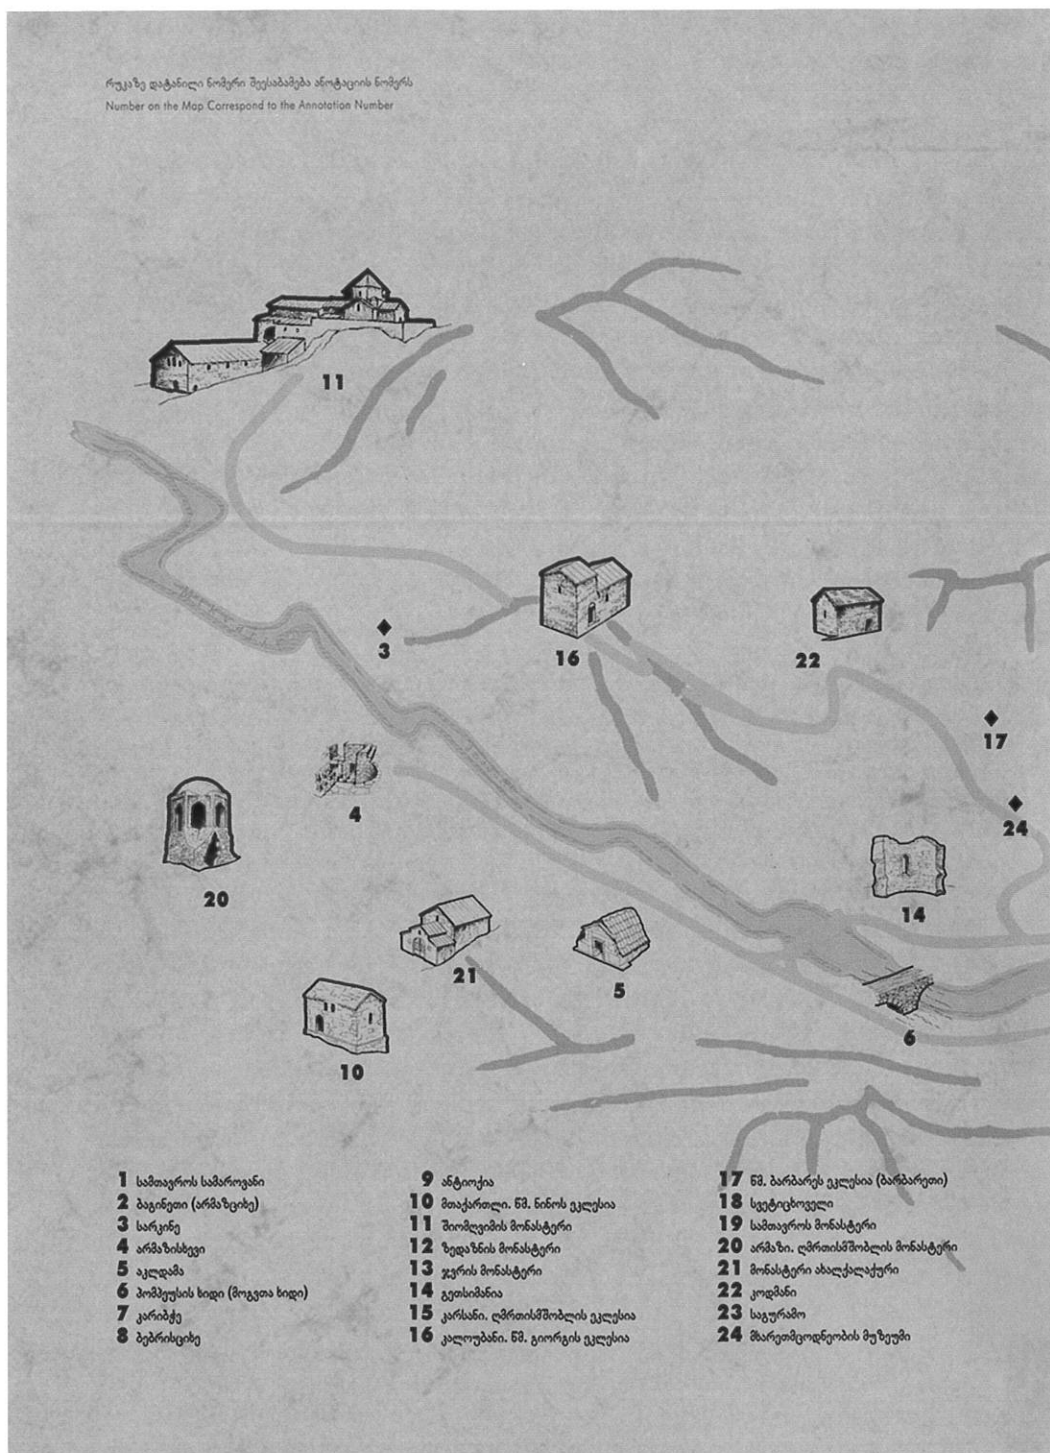 რუკაზე დატანილი ნომერი შეესაბამება ანოტაციის ნომერს
Number on the Map Correspond to the Annotation Number
11
3
16
22
17
4
24
20
14
21
5
6
10
1 სამთავროს სამაროვანი
2 ბაგინეთი (არმაზციხე)
3 სარკინე
4 არმაზისხევი
5 აკლდამა
6 პომპეუსის ხიდი (მოგვთა ხიდი)
7 კარიბჭე
8 ბებრისციხე
9 ანტიოქია
10 მთაქართლი. წმ. ნინოს ეკლესია
11 შიომღვიმის მონასტერი
12 ზედაზნის მონასტერი
13 ჯვრის მონასტერი
14 გეთსიმანია
15 კარსანი. ღმრთისმშობლის ეკლესია
16 კალოუბანი. წმ. გიორგის ეკლესია
17 წმ. ბარბარეს ეკლესია (ბარბარეთი)
18 სვეტიცხოველი
19 სამთავროს მონასტერი
20 არმაზი. ღმრთისმშობლის მონასტერი
21 მონასტერი ახალქალაქური
22 კოდმანი
23 საგურამო
24 მხარეთმცოდნეობის მუზეუმი